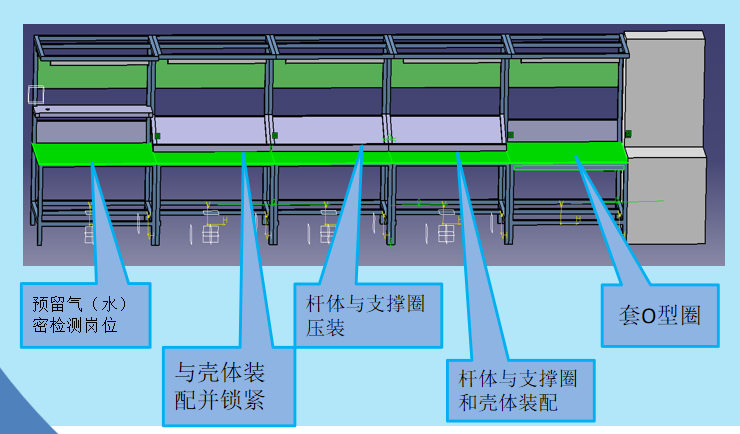 预留气（水）
密检测岗位
与壳体装
配并锁紧
杆体与支撑圈
压装
杆体与支撑圈
和壳体装配
套O型圈